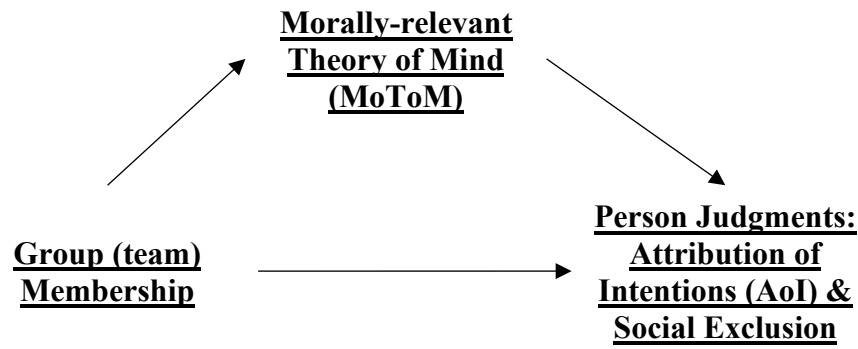 Morally-relevant
Theory of Mind
(MoToM)
Group (team)
Membership
Person Judgments:
Attribution of
Intentions (AoI) &
Social Exclusion